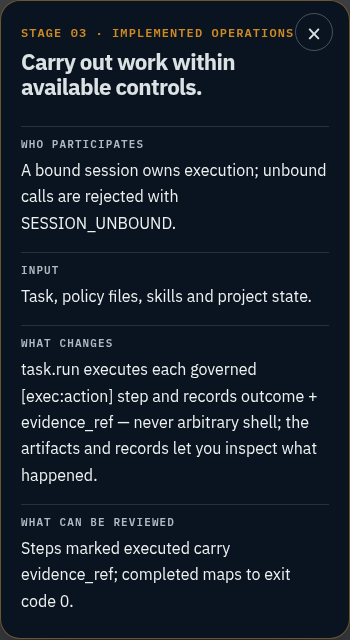 STAGE 03 · IMPLEMENTED OPERATIONS
Carry out work within
available controls.
WHO PARTICIPATES
A bound session owns execution; unbound
calls are rejected with
SESSION_UNBOUND.
INPUT
Task, policy files, skills and project state.
WHAT CHANGES
task.run executes each governed
[exec:action] step and records outcome +
evidence_ref — never arbitrary shell; the
artifacts and records let you inspect what
happened.
WHAT CAN BE REVIEWED
Steps marked executed carry
evidence_ref; completed maps to exit
code 0.